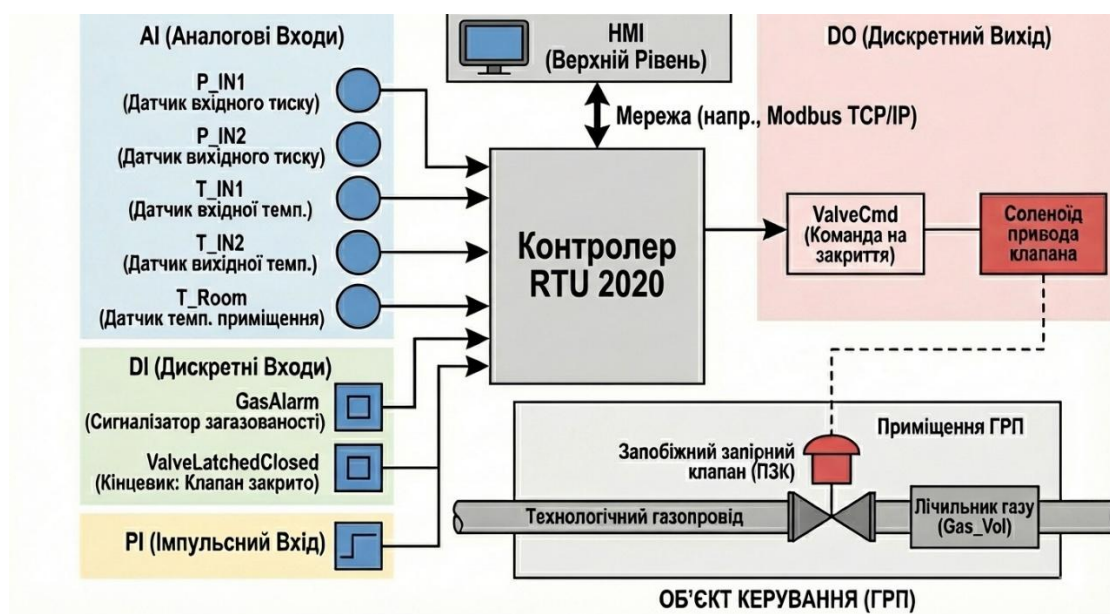 AI (Аналогові Входи)
P_IN1
(Датчик вхідного тиску)
P_IN2
(Датчик вихідного тиску)
T_IN1
(Датчик вхідної темп.)
T_IN2
(Датчик вихідної темп.)
T_Room
(Датчик темп. приміщення)
DI (Дискретні Входи)
GasAlarm
(Сигналізатор загазованості)
ValveLatchedClosed
(Кінцевик: Клапан закрито)
PI (Імпульсний Вхід)
HMI
(Верхній Рівень)
Мережа (напр., Modbus TCP/IP)
Контролер
RTU 2020
DO (Дискретний Вихід)
ValveCmd
(Команда на
закриття)
Соленоїд
привода
клапана
Приміщення ГРП
Запобіжний запірний
клапан (ПЗК)
Технологічний газопровід
Лічильник газу
(Gas_Vol)
ОБ'ЄКТ КЕРУВАННЯ (ГРП)